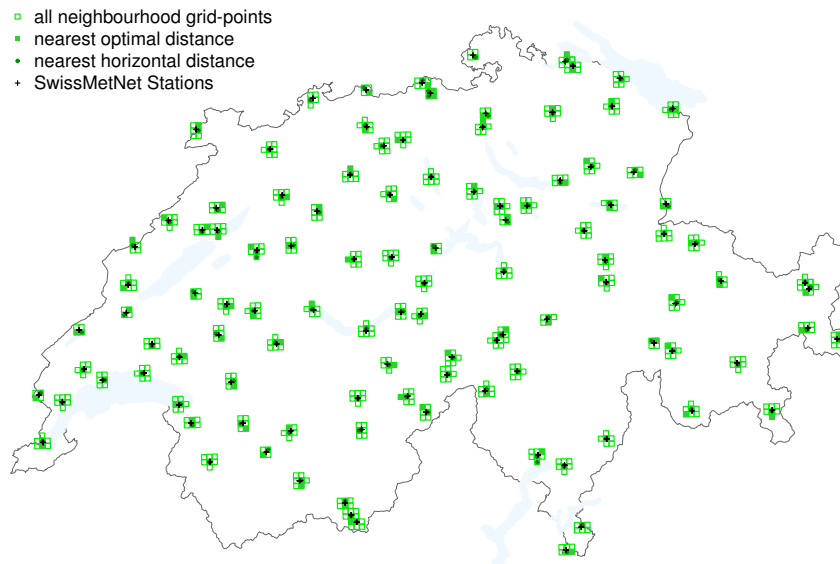 all neighbourhood grid-points
nearest optimal distance
nearest horizontal distance
SwissMetNet Stations